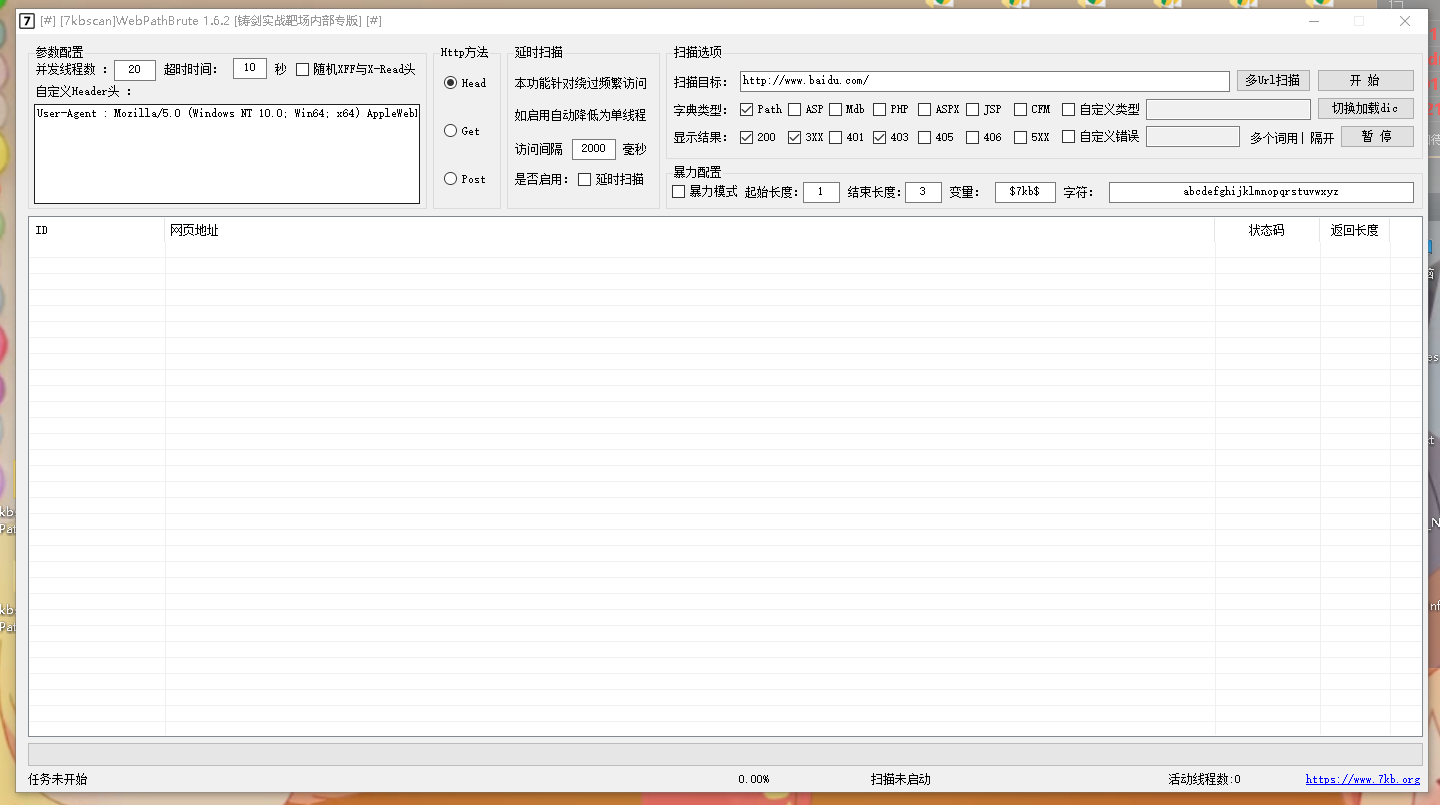 7 [#] [7kbscan]WebPathBrute 1.6.2 [铸剑实战靶场内部专版] [#]
参数配置
并发线程数 : 20 超时时间: 10 秒 随机XFF与X-Read头
自定义Header头 :
User-Agent : Mozilla/5.0 (Windows NT 10.0; Win64; x64) AppleWebl
Http方法
Head
Get
Post
延时扫描
本功能针对绕过频繁访问
如启用自动降低为单线程
访问间隔 2000 毫秒
是否启用: 延时扫描
扫描选项
扫描目标: http://www.baidu.com/ 多Url扫描 开 始
字典类型: Path ASP Mdb PHP ASPX JSP CFM 自定义类型 切换加载dic
显示结果: 200 3XX 401 403 405 406 5XX 自定义错误 多个词用| 隔开 暂 停
暴力配置
暴力模式 起始长度: 1 结束长度: 3 变量: $7kb$ 字符: abcdefghijklmnopqrstuvwxyz
ID 网页地址 状态码 返回长度
任务未开始 0.00% 扫描未启动 活动线程数:0 https://www.7kb.org